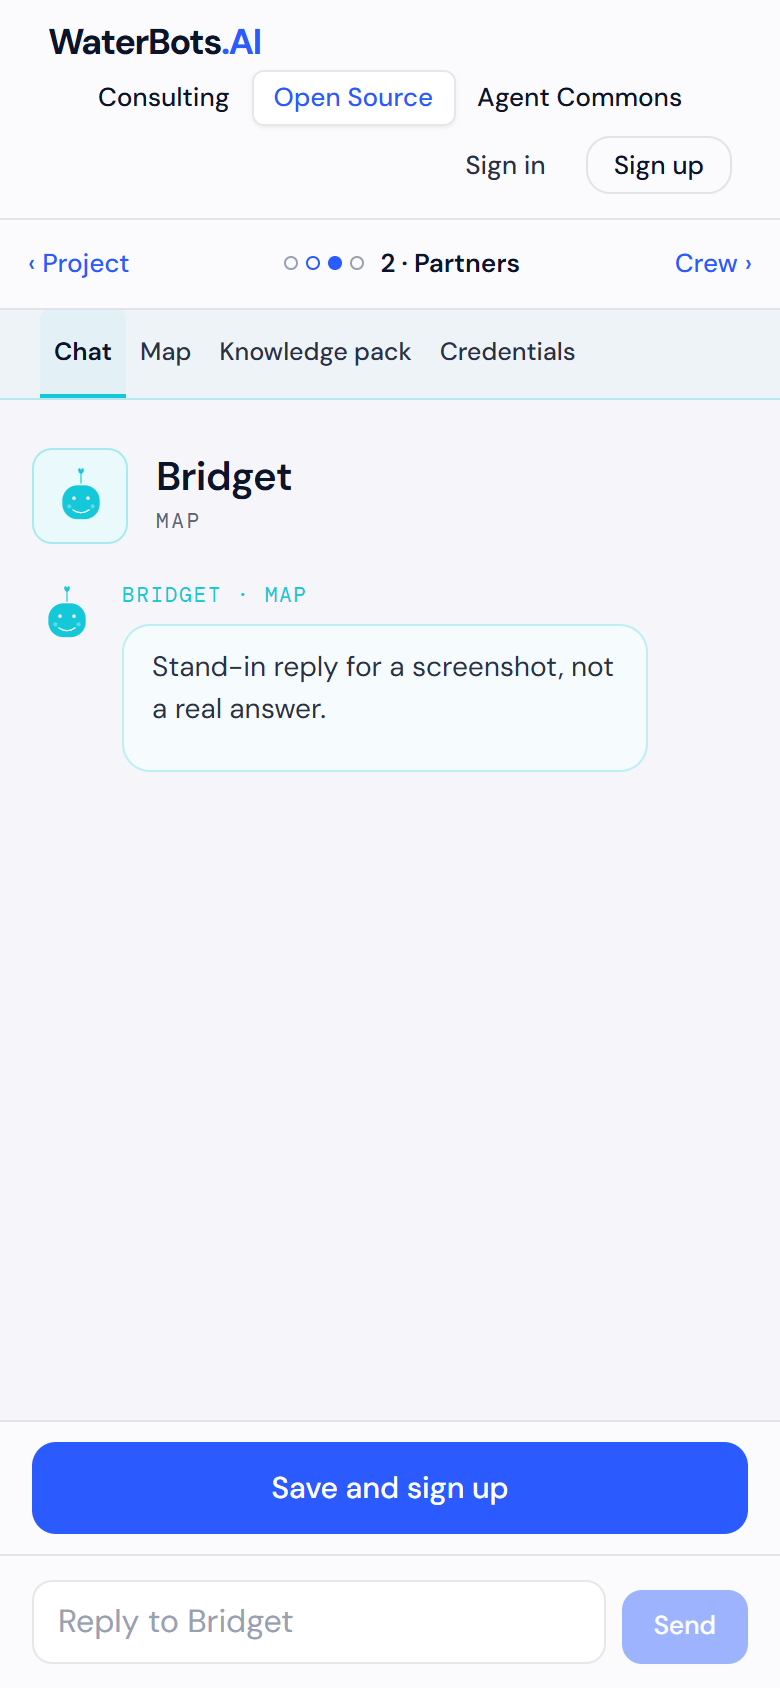 WaterBots.AI
Consulting Open Source Agent Commons
Sign in Sign up
‹ Project 2 · Partners Crew ›
Chat Map Knowledge pack Credentials
Bridget
MAP
BRIDGET · MAP
Stand-in reply for a screenshot, not
a real answer.
Save and sign up
Reply to Bridget Send